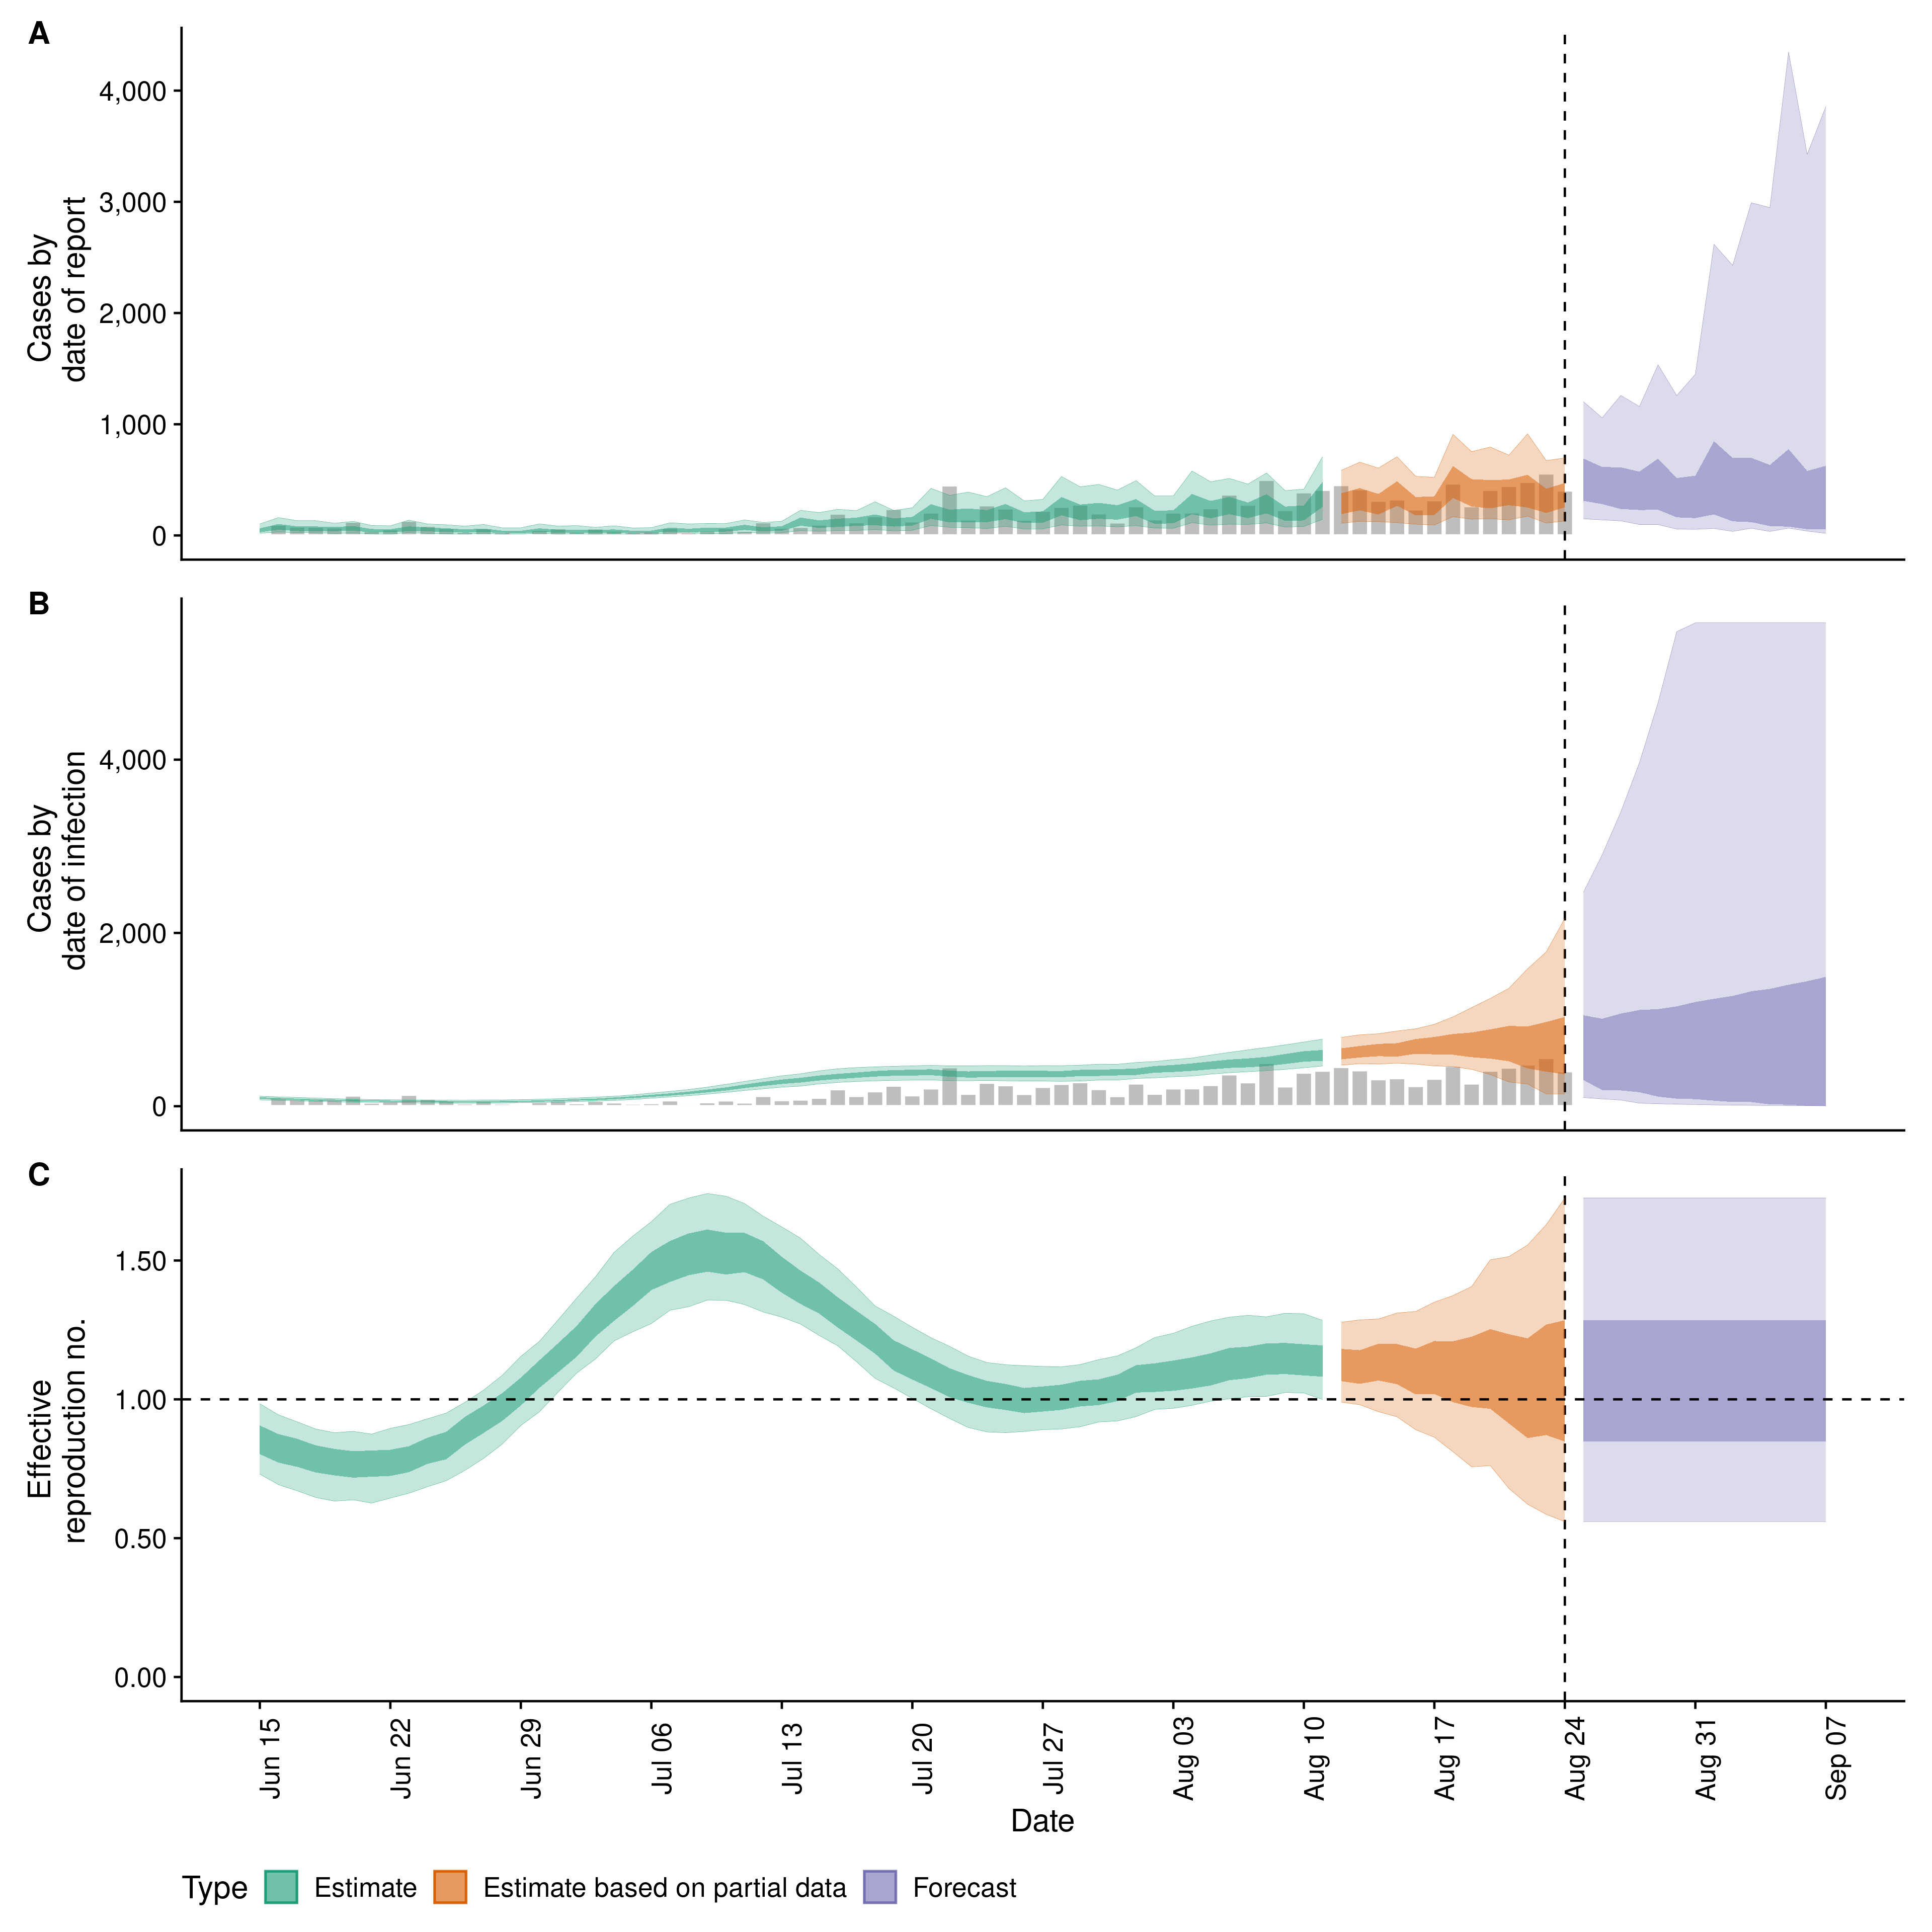 A
Cases by
date of report
4,000
3,000
2,000
1,000
0
B
Cases by
date of infection
4,000
2,000
0
C
Effective
reproduction no.
1.50
1.00
0.50
0.00
Jun 15
Jun 22
Jun 29
Jul 06
Jul 13
Jul 20
Jul 27
Aug 03
Aug 10
Aug 17
Aug 24
Aug 31
Sep 07
Date
Type Estimate Estimate based on partial data Forecast